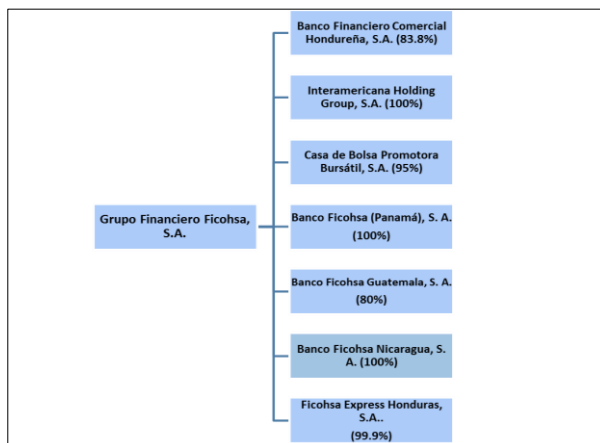 Banco Financiero Comercial
Hondureña, S.A. (83.8%)
Interamericana Holding
Group, S.A. (100%)
Casa de Bolsa Promotora
Bursátil, S.A. (95%)
Grupo Financiero Ficohsa,
S.A.
Banco Ficohsa (Panamá), S. A.
(100%)
Banco Ficohsa Guatemala, S. A.
(80%)
Banco Ficohsa Nicaragua, S.
A. (100%)
Ficohsa Express Honduras,
S.A..
(99.9%)